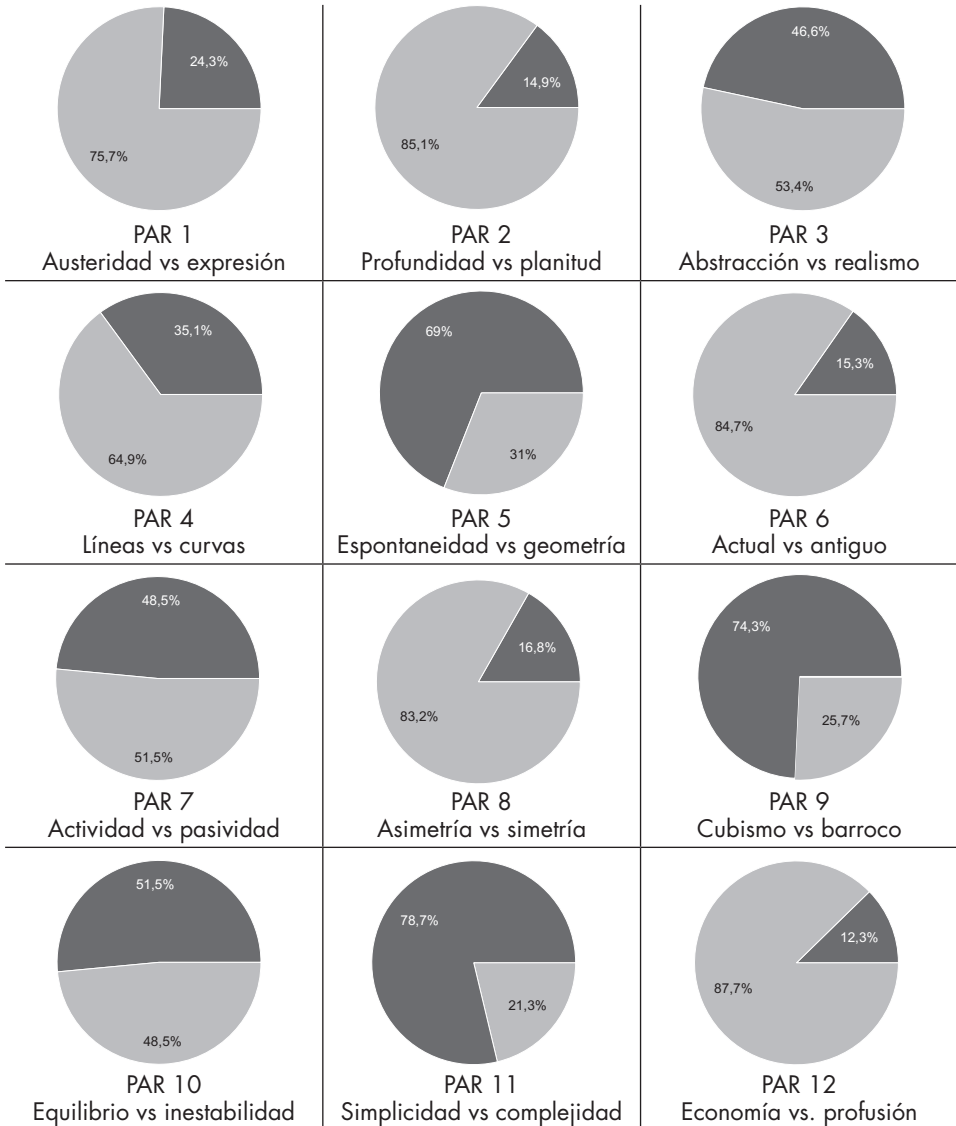 24,3%
75,7%
PAR 1
Austeridad vs expresión
14,9%
85,1%
PAR 2
Profundidad vs planitud
46,6%
53,4%
PAR 3
Abstracción vs realismo
35,1%
64,9%
PAR 4
Líneas vs curvas
69%
31%
PAR 5
Espontaneidad vs geometría
15,3%
84,7%
PAR 6
Actual vs antiguo
48,5%
51,5%
PAR 7
Actividad vs pasividad
16,8%
83,2%
PAR 8
Asimetría vs simetría
74,3%
25,7%
PAR 9
Cubismo vs barroco
51,5%
48,5%
PAR 10
Equilibrio vs inestabilidad
78,7%
21,3%
PAR 11
Simplicidad vs complejidad
12,3%
87,7%
PAR 12
Economía vs. profusión